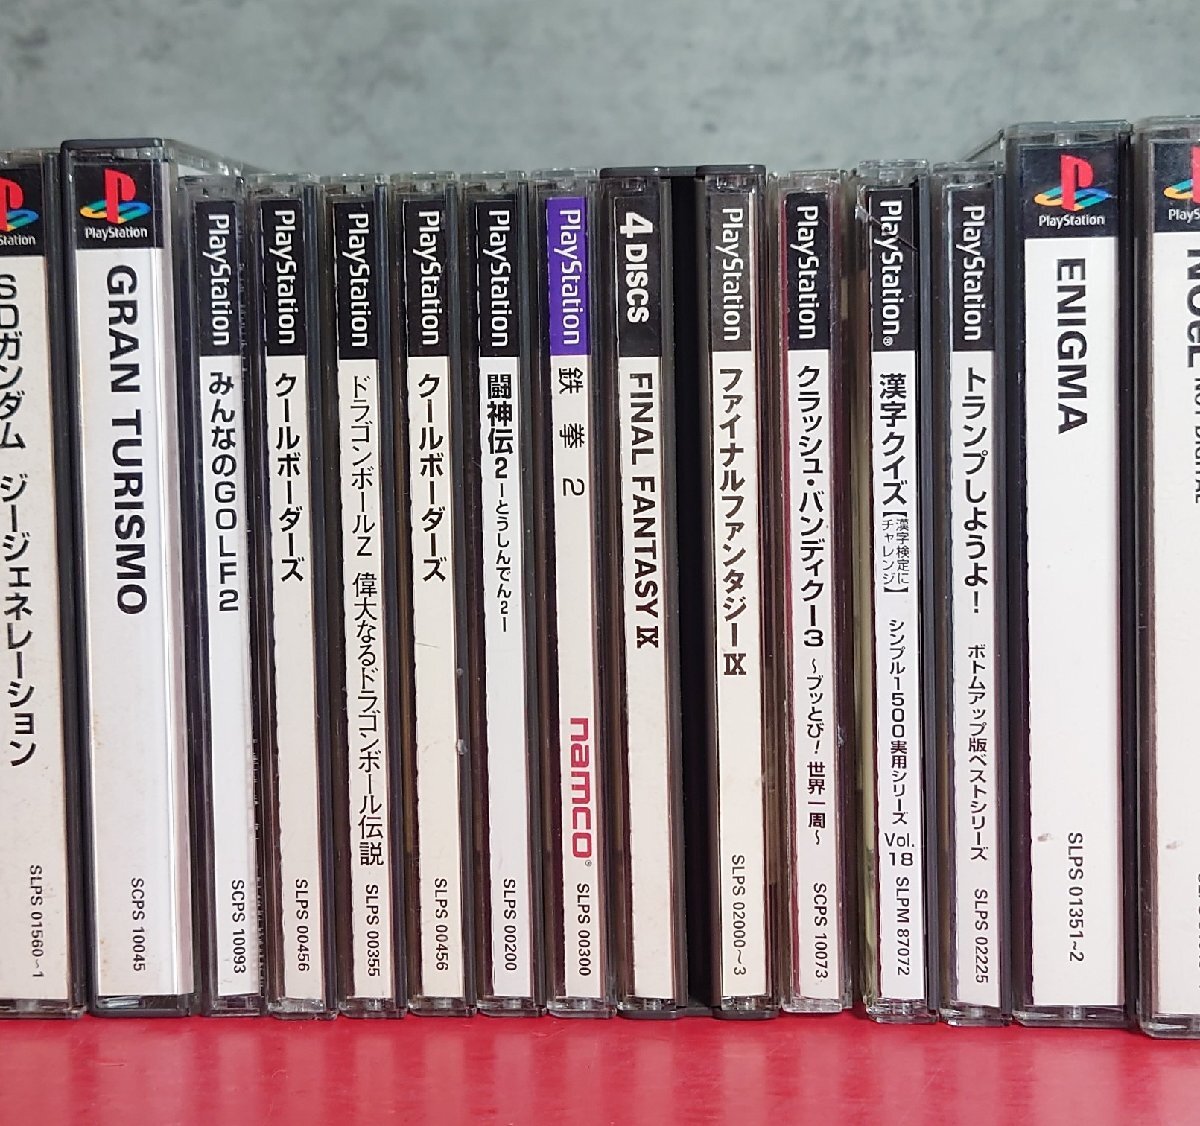 PlayStation
SDガンダム ジージェネレーション
SLPS 01560~1
PlayStation
GRAN TURISMO
SCPS 10045
PlayStation
みんなのGOLF2
SCPS 10093
PlayStation
クールボーダーズ
SLPS 00456
PlayStation
ドラゴンボールZ 偉大なるドラゴンボール伝説
SLPS 00355
PlayStation
クールボーダーズ
SLPS 00456
PlayStation
闘神伝2ーとうしんでん2ー
SLPS 00200
PlayStation
鉄拳2
namco®
SLPS 00300
4 DISCS
FINAL FANTASY IX
PlayStation
ファイナルファンタジーIX
SLPS 02000~3
PlayStation
クラッシュ・バンディクー3 ~ブッとび!世界一周~
SCPS 10073
PlayStation®
漢字クイズ【漢字検定にチャレンジ】 シンプル1500実用シリーズ Vol. 18
SLPM 87072
PlayStation
トランプしようよ! ボトムアップ版ベストシリーズ
SLPS 02225
PlayStation
ENIGMA
SLPS 01351~2
PlayStation
NOëL NOT DIGITAL